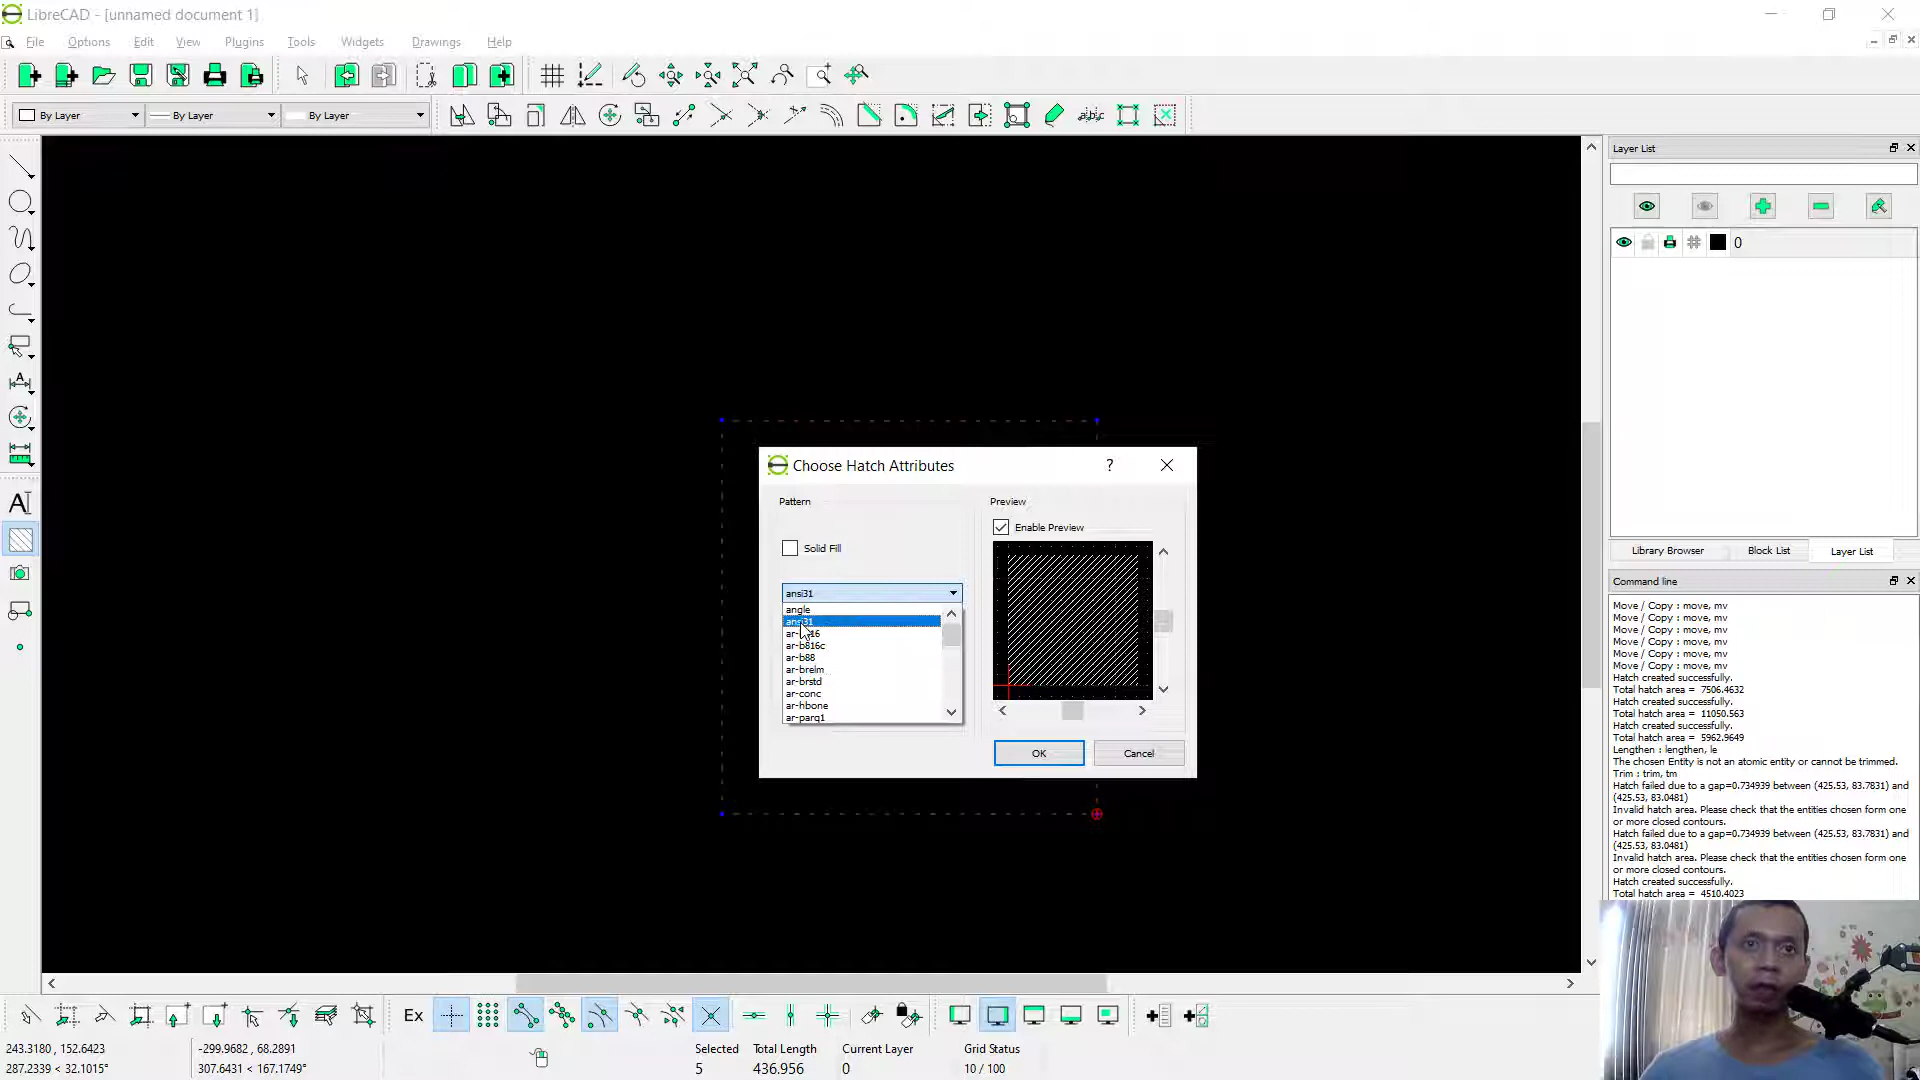 LibreCAD - [unnamed document 1]
File Options Edit View Plugins Tools Widgets Drawings Help
By Layer By Layer By Layer
abc
A
A
Layer List
0
Library Browser Block List Layer List
Command line
Move / Copy : move, mv
Move / Copy : move, mv
Move / Copy : move, mv
Move / Copy : move, mv
Move / Copy : move, mv
Move / Copy : move, mv
Hatch created successfully.
Total hatch area = 7506.4632
Hatch created successfully.
Total hatch area = 11050.563
Hatch created successfully.
Total hatch area = 5962.9649
Lengthen : lengthen, le
The chosen Entity is not an atomic entity or cannot be trimmed.
Trim : trim, tm
Hatch failed due to a gap=0.734939 between (425.53, 83.7831) and
(425.53, 83.0481)
Invalid hatch area. Please check that the entities chosen form one
or more closed contours.
Hatch failed due to a gap=0.734939 between (425.53, 83.7831) and
(425.53, 83.0481)
Invalid hatch area. Please check that the entities chosen form one
or more closed contours.
Hatch created successfully.
Total hatch area = 4510.4023
Choose Hatch Attributes ?
Pattern
Solid Fill
ansi31
angle
ansi31
ar-b816
ar-b816c
ar-b88
ar-brelm
ar-brstd
ar-conc
ar-hbone
ar-parq1
Preview
Enable Preview
OK Cancel
Ex
243.3180 , 152.6423
287.2339 < 32.1015°
-299.9682 , 68.2891
307.6431 < 167.1749°
Selected
5
Total Length
436.956
Current Layer
0
Grid Status
10 / 100